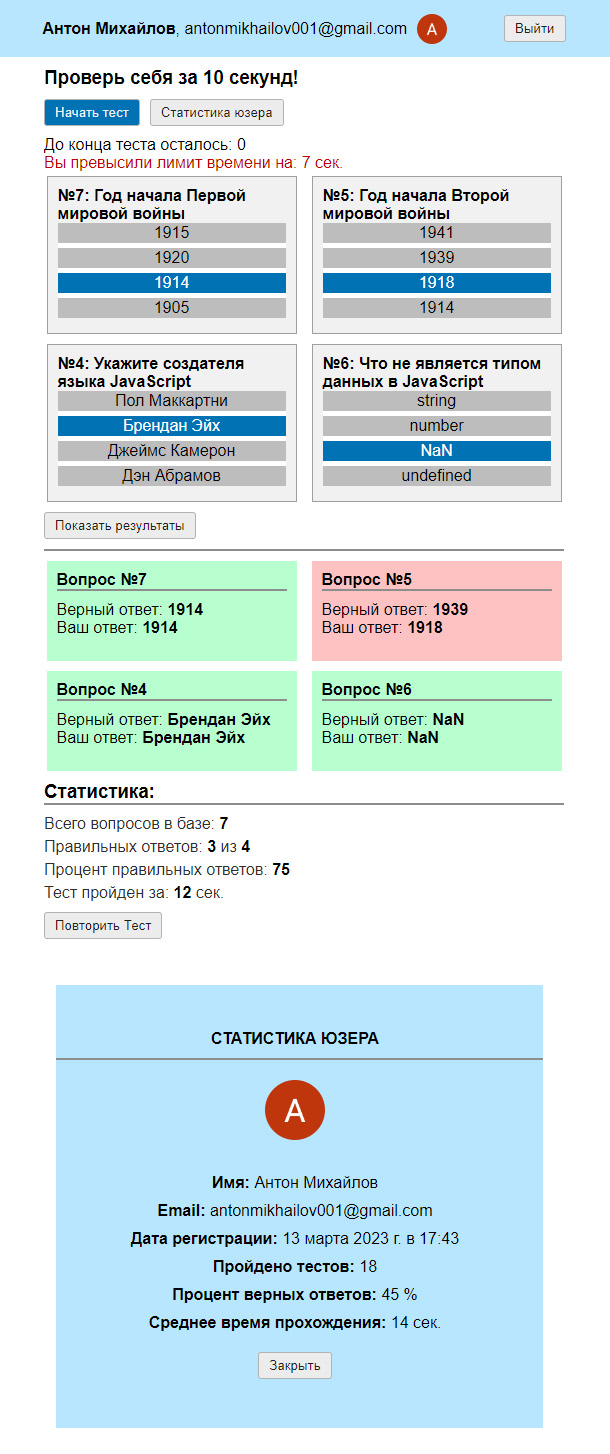 Антон Михайлов, antonmikhailov001@gmail.com A Выйти
Проверь себя за 10 секунд!
Начать тест Статистика юзера
До конца теста осталось: 0
Вы превысили лимит времени на: 7 сек.
№7: Год начала Первой
мировой войны
1915
1920
1914
1905
№5: Год начала Второй
мировой войны
1941
1939
1918
1914
№4: Укажите создателя
языка JavaScript
Пол Маккартни
Брендан Эйх
Джеймс Камерон
Дэн Абрамов
№6: Что не является типом
данных в JavaScript
string
number
NaN
undefined
Показать результаты
Вопрос №7
Верный ответ: 1914
Ваш ответ: 1914
Вопрос №5
Верный ответ: 1939
Ваш ответ: 1918
Вопрос №4
Верный ответ: Брендан Эйх
Ваш ответ: Брендан Эйх
Вопрос №6
Верный ответ: NaN
Ваш ответ: NaN
Статистика:
Всего вопросов в базе: 7
Правильных ответов: 3 из 4
Процент правильных ответов: 75
Тест пройден за: 12 сек.
Повторить Тест
СТАТИСТИКА ЮЗЕРА
A
Имя: Антон Михайлов
Email: antonmikhailov001@gmail.com
Дата регистрации: 13 марта 2023 г. в 17:43
Пройдено тестов: 18
Процент верных ответов: 45 %
Среднее время прохождения: 14 сек.
Закрыть